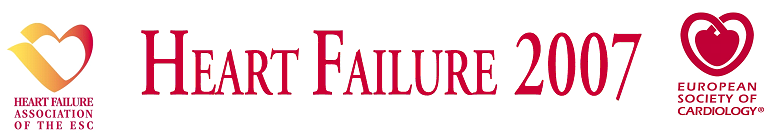 HEART FAILURE
ASSOCIATION
OF THE ESC
HEART FAILURE 2007
EUROPEAN
SOCIETY OF
CARDIOLOGY®